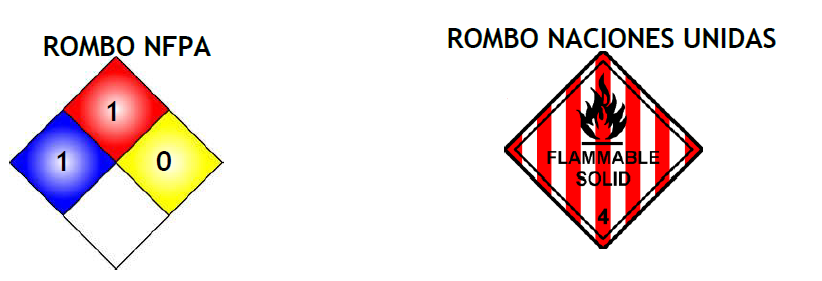 ROMBO NFPA
1
1
0
ROMBO NACIONES UNIDAS
FLAMMABLE
SOLID
4